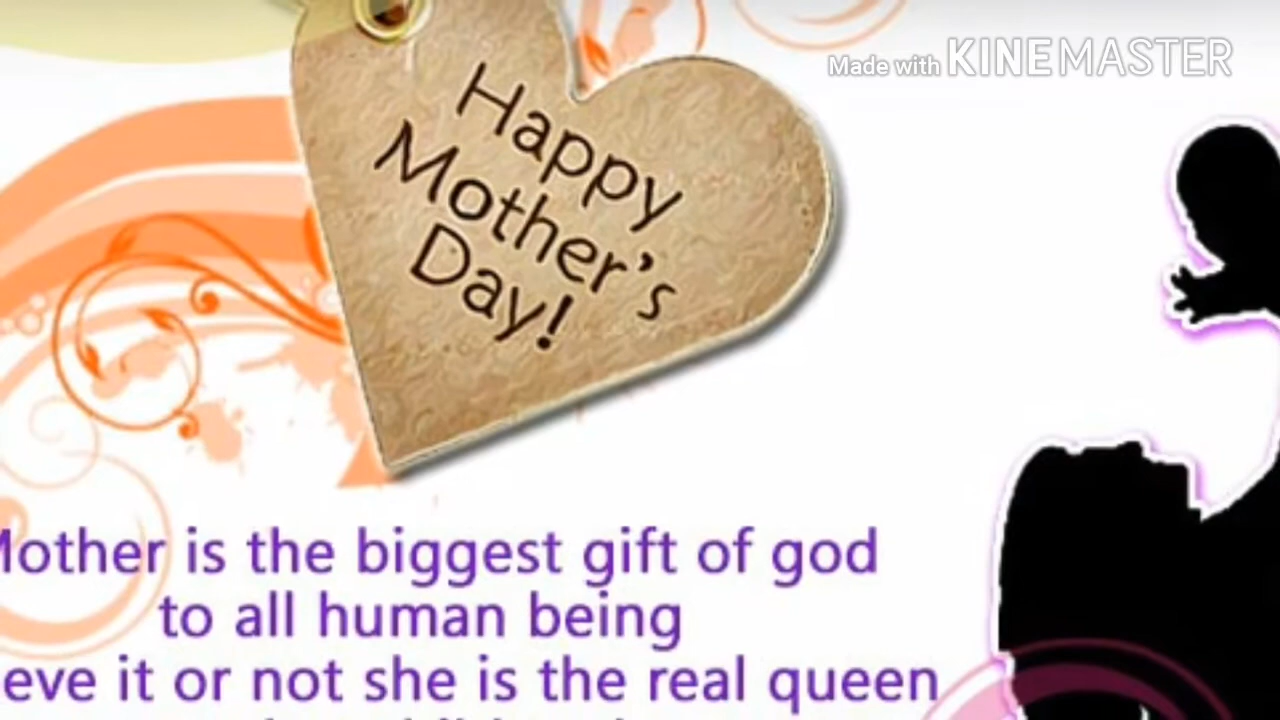 Made with KINEMASTER
Happy
Mother's
Day!
Mother is the biggest gift of god
to all human being
eve it or not she is the real queen